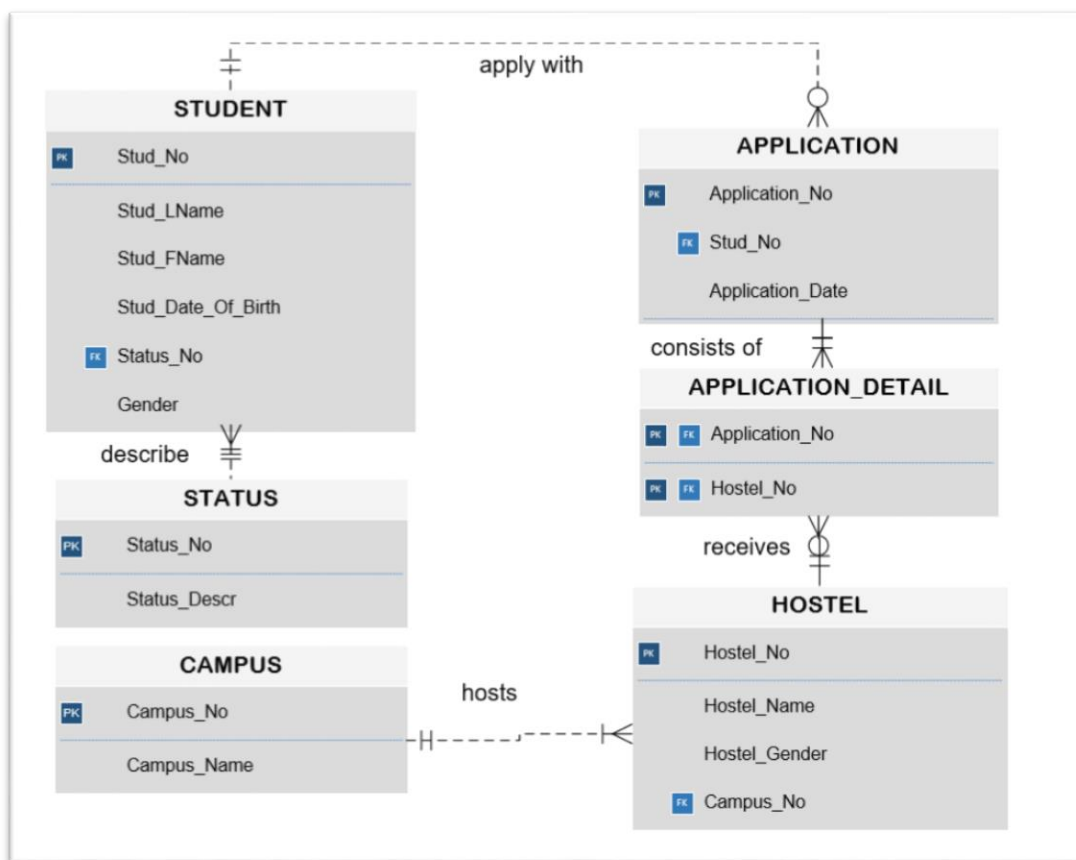 apply with
STUDENT
PK Stud_No
Stud_LName
Stud_FName
Stud_Date_Of_Birth
FK Status_No
Gender
describe
STATUS
PK Status_No
Status_Descr
CAMPUS
PK Campus_No
Campus_Name
hosts
APPLICATION
PK Application_No
FK Stud_No
Application_Date
consists of
APPLICATION_DETAIL
PK FK Application_No
PK FK Hostel_No
receives
HOSTEL
PK Hostel_No
Hostel_Name
Hostel_Gender
FK Campus_No